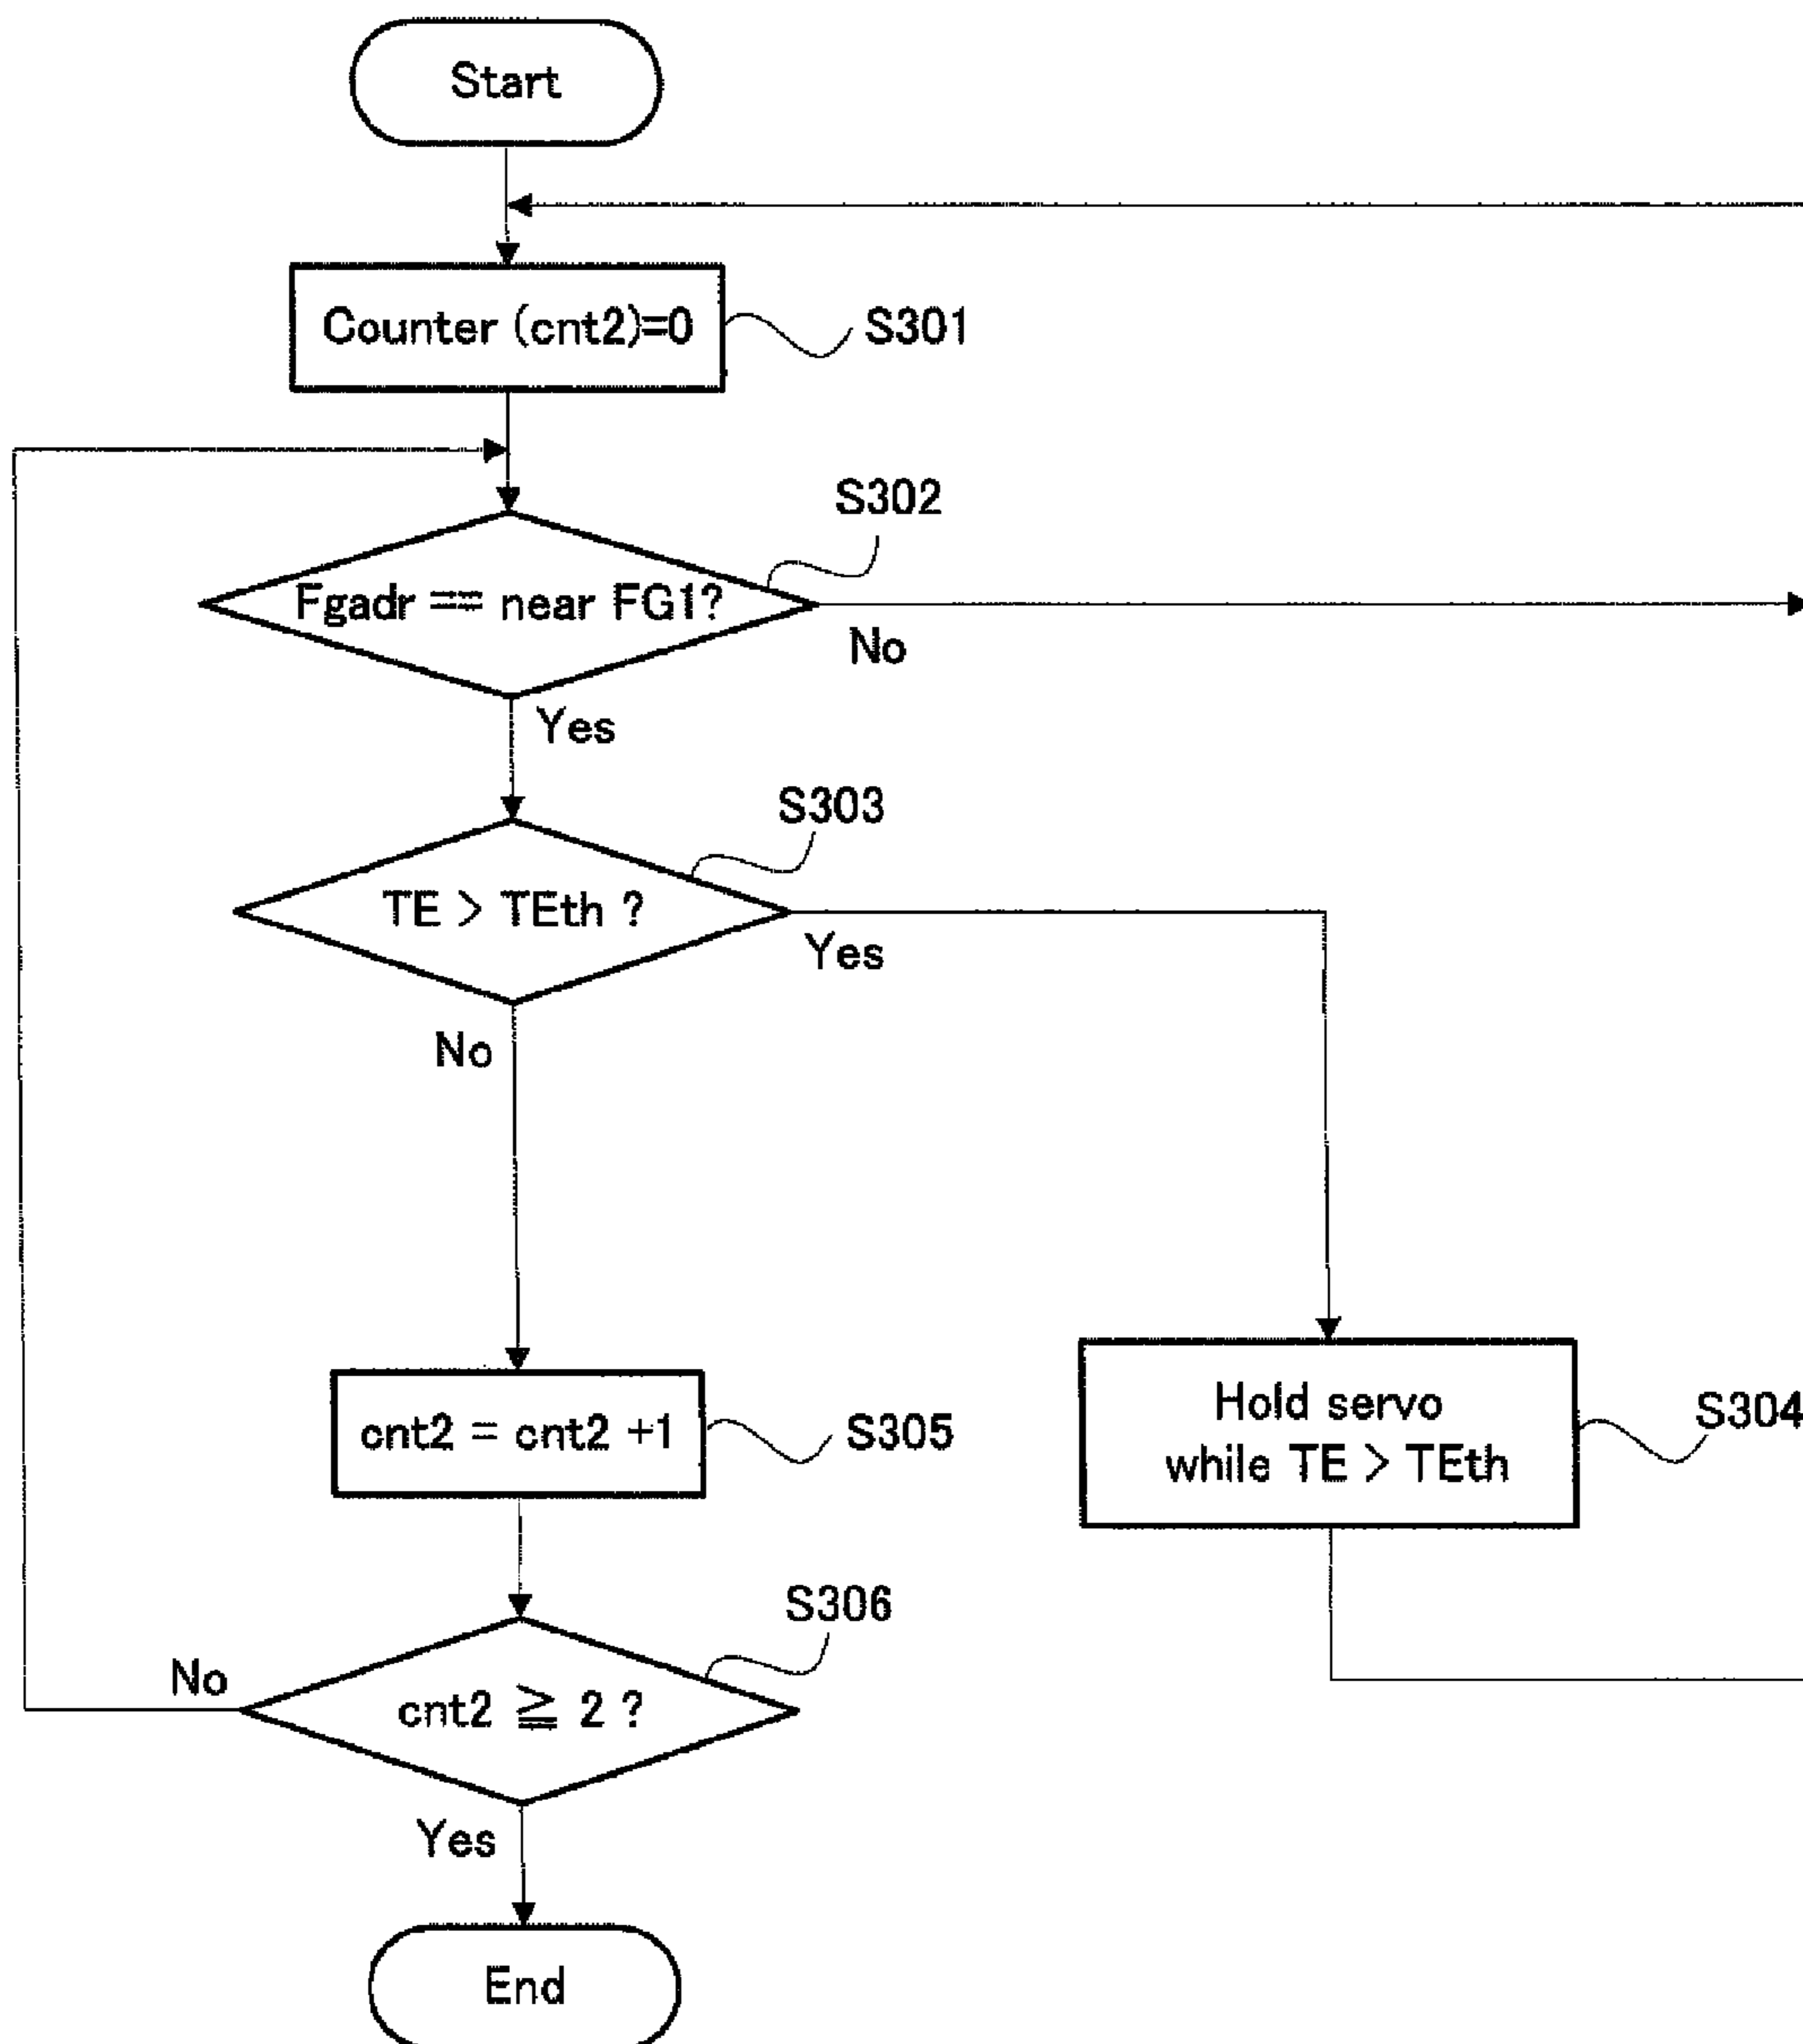 Start
Counter (cnt2)=0
S301
S302
Fgadr == near FG1?
No
Yes
S303
TE > TEth ?
Yes
No
Hold servo
while TE > TEth
S304
cnt2 = cnt2 +1
S305
S306
No
cnt2 ≧ 2 ?
Yes
End